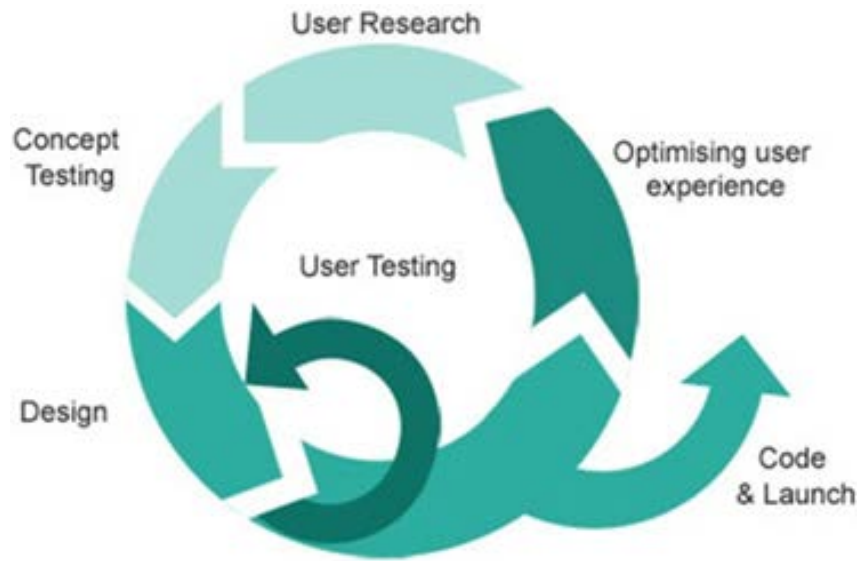 User Research
Concept
Testing
Optimising user
experience
User Testing
Design
Code
& Launch